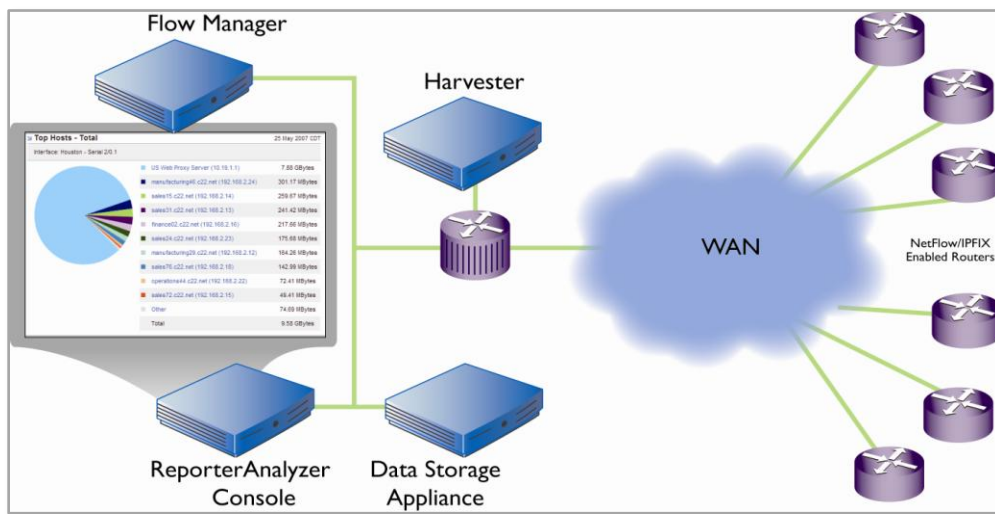 Flow Manager
Harvester
Top Hosts - Total 25 May 2007 CDT
Interface: Houston - Serial 2/0.1
US Web Proxy Server (10.19.1.1) 7.88 GBytes
manufacturing40.c22.net (192.168.2.24) 301.17 MBytes
sales15.c22.net (192.168.2.14) 259.67 MBytes
sales31.c22.net (192.168.2.13) 241.42 MBytes
finance02.c22.net (192.168.2.16) 217.66 MBytes
sales24.c22.net (192.168.2.23) 175.68 MBytes
manufacturing29.c22.net (192.168.2.12) 164.26 MBytes
sales76.c22.net (192.168.2.18) 142.99 MBytes
operations44.c22.net (192.168.2.22) 72.41 MBytes
sales72.c22.net (192.168.2.15) 49.41 MBytes
Other 74.69 MBytes
Total 9.58 GBytes
WAN
NetFlow/IPFIX
Enabled Routers
ReporterAnalyzer
Console
Data Storage
Appliance